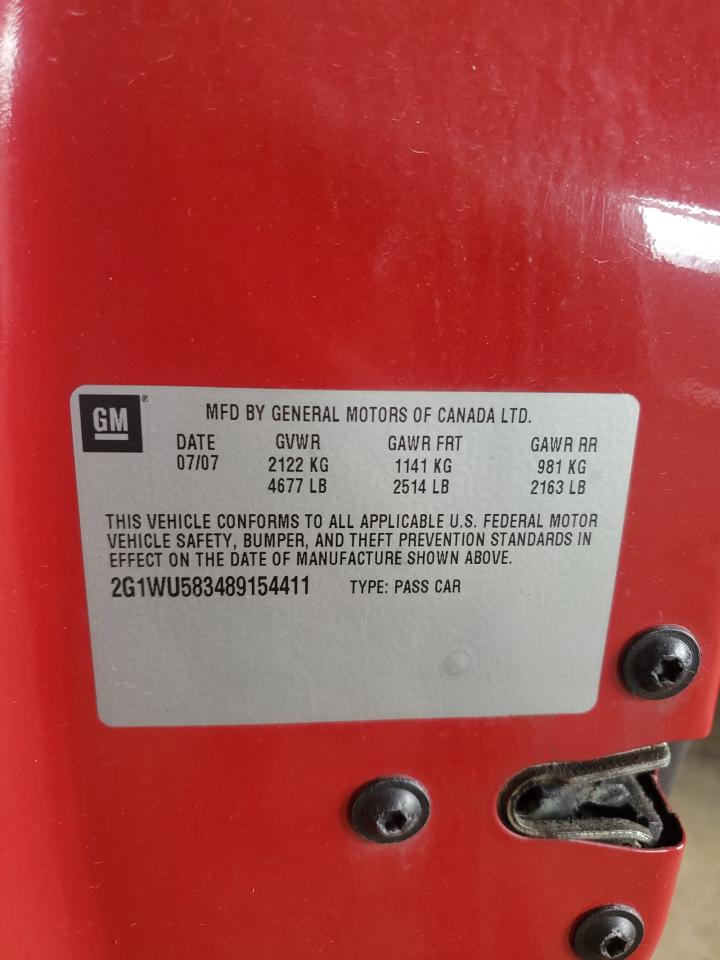 GM®
MFD BY GENERAL MOTORS OF CANADA LTD.
DATE GVWR GAWR FRT GAWR RR
07/07 2122 KG 1141 KG 981 KG
4677 LB 2514 LB 2163 LB
THIS VEHICLE CONFORMS TO ALL APPLICABLE U.S. FEDERAL MOTOR
VEHICLE SAFETY, BUMPER, AND THEFT PREVENTION STANDARDS IN
EFFECT ON THE DATE OF MANUFACTURE SHOWN ABOVE.
2G1WU583489154411 TYPE: PASS CAR